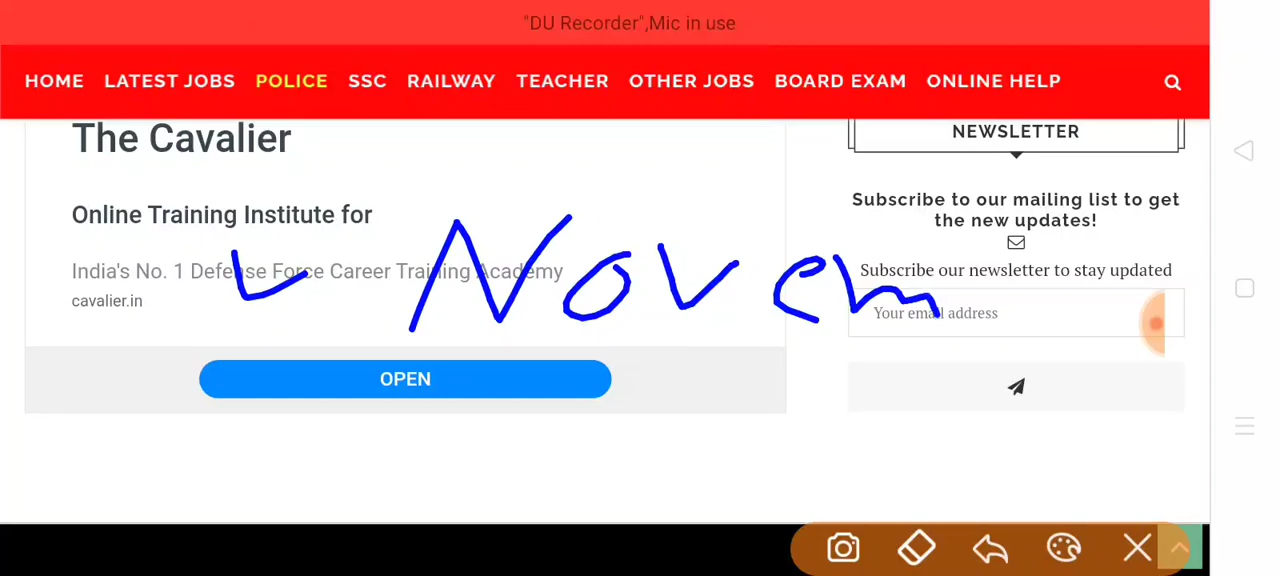 "DU Recorder",Mic in use
HOME LATEST JOBS POLICE SSC RAILWAY TEACHER OTHER JOBS BOARD EXAM ONLINE HELP
The Cavalier
Online Training Institute for
India's No. 1 Defense Force Career Training Academy
cavalier.in
OPEN
Novem
NEWSLETTER
Subscribe to our mailing list to get
the new updates!
Subscribe our newsletter to stay updated
Your email address